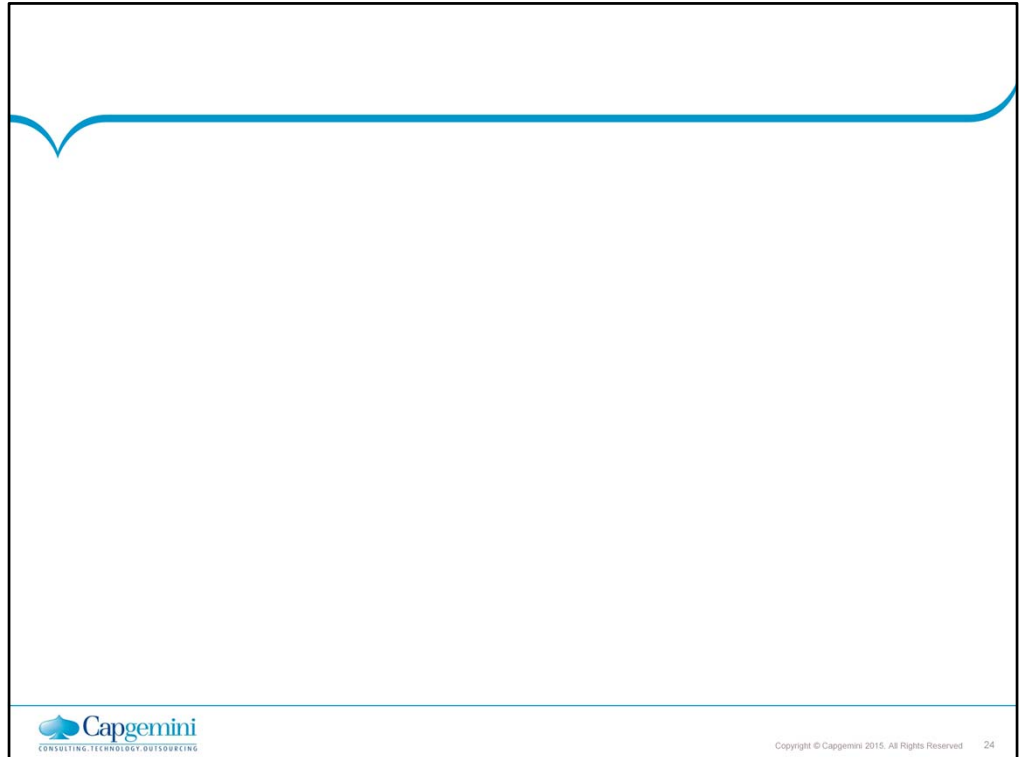 Capgemini
CONSULTING.TECHNOLOGY.OUTSOURCING
Copyright © Capgemini 2015. All Rights Reserved 24